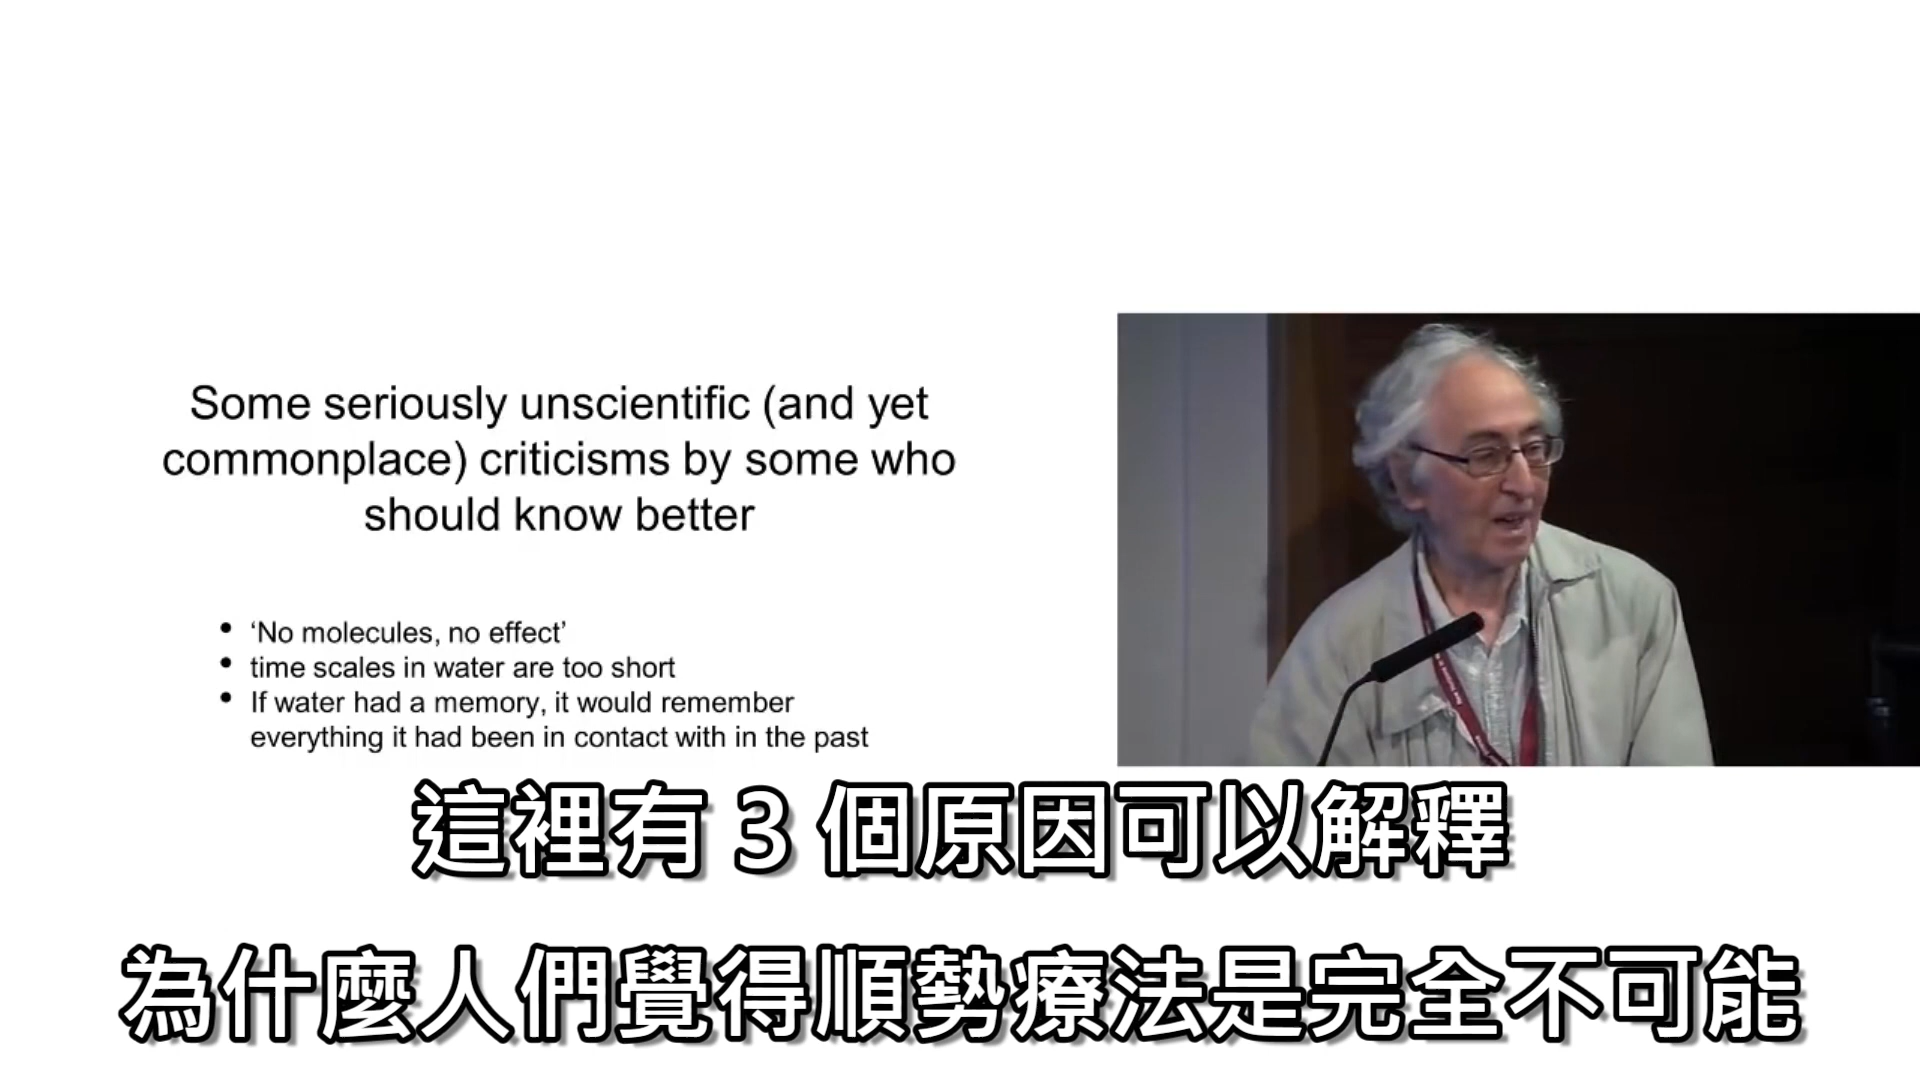 Some seriously unscientific (and yet
commonplace) criticisms by some who
should know better
• ‘No molecules, no effect’
• time scales in water are too short
• If water had a memory, it would remember
everything it had been in contact with in the past
這裡有 3 個原因可以解釋
為什麼人們覺得順勢療法是完全不可能